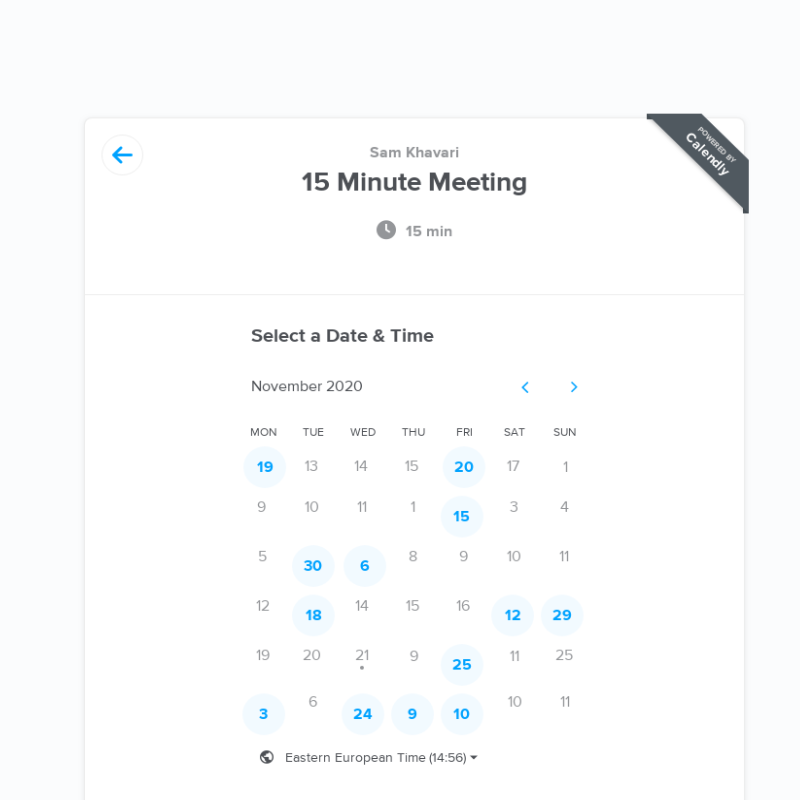 POWERED BY
Calendly
Sam Khavari
15 Minute Meeting
15 min
Select a Date & Time
November 2020
MON TUE WED THU FRI SAT SUN
19 13 14 15 20 17 1
9 10 11 1 15 3 4
5 30 6 8 9 10 11
12 18 14 15 16 12 29
19 20 21 9 25 11 25
3 6 24 9 10 10 11
Eastern European Time (14:56)